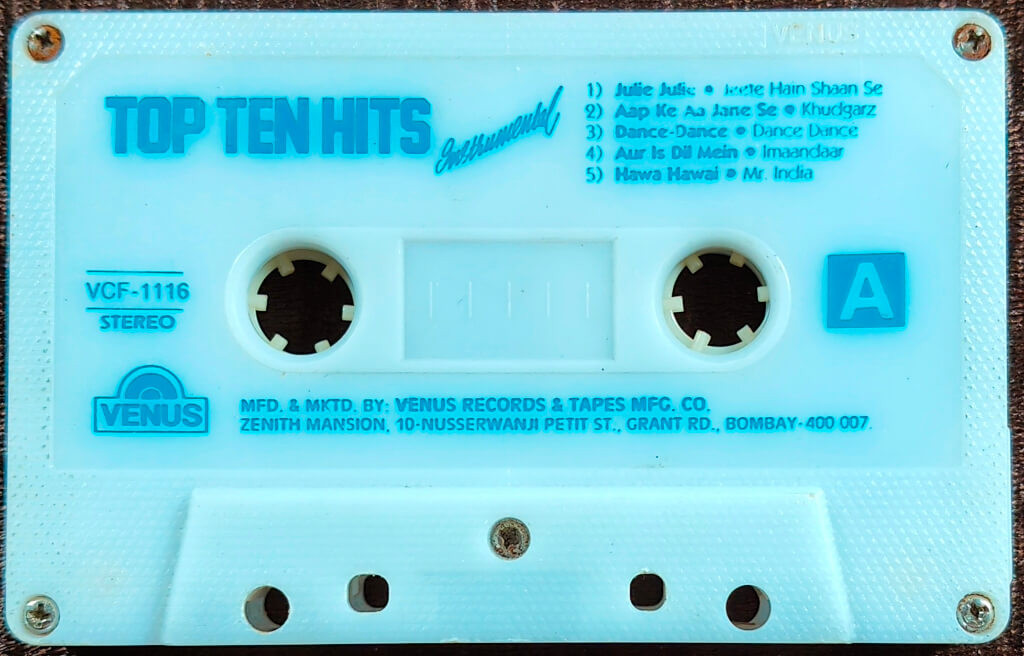 VENUS
TOP TEN HITS
Instrumental
1) Julie Julie • Jeete Hain Shaan Se
2) Aap Ke Aa Jane Se • Khudgarz
3) Dance-Dance • Dance Dance
4) Aur Is Dil Mein • Imaandaar
5) Hawa Hawai • Mr. India
VCF-1116
STEREO
A
VENUS
MFD. & MKTD. BY: VENUS RECORDS & TAPES MFG. CO.
ZENITH MANSION, 10-NUSSERWANJI PETIT ST., GRANT RD., BOMBAY-400 007.